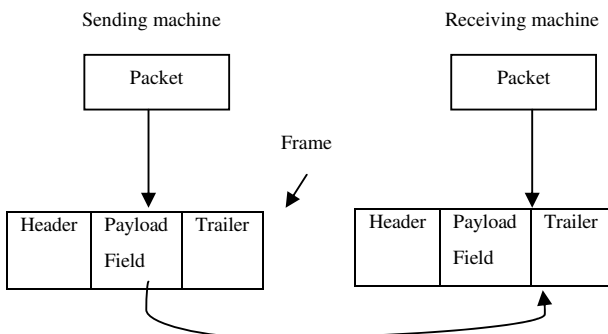 Sending machine
Receiving machine
Packet
Packet
Frame
Header
Payload
Field
Trailer
Header
Payload
Field
Trailer